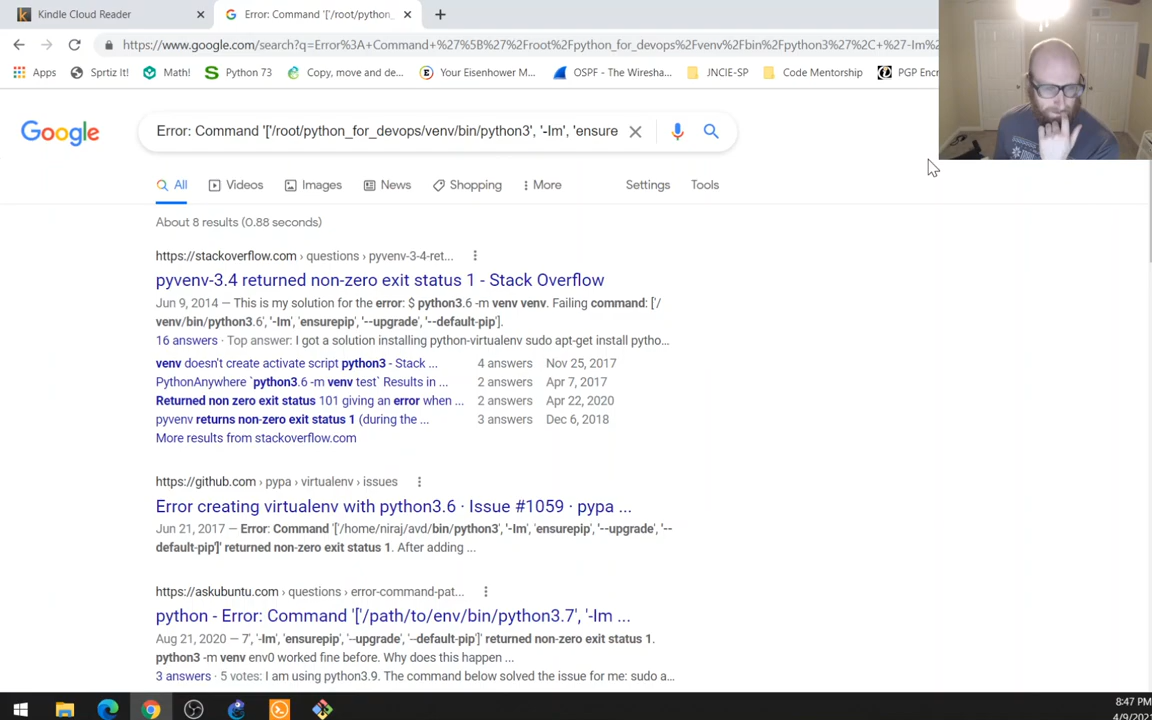 Kindle Cloud Reader
Error: Command '['/root/python_
https://www.google.com/search?q=Error%3A+Command+%27%5B%27%2Froot%2Fpython_for_devops%2Fvenv%2Fbin%2Fpython3%27%2C+%27-Im%
Apps
Sprtiz It!
Math!
Python 73
Copy, move and de...
Your Eisenhower M...
OSPF - The Wiresha...
JNCIE-SP
Code Mentorship
PGP Encr
Google
Error: Command '['/root/python_for_devops/venv/bin/python3', '-Im', 'ensure
All
Videos
Images
News
Shopping
More
Settings
Tools
About 8 results (0.88 seconds)
https://stackoverflow.com › questions › pyvenv-3-4-ret...
pyvenv-3.4 returned non-zero exit status 1 - Stack Overflow
Jun 9, 2014 — This is my solution for the error: $ python3.6 -m venv venv. Failing command: ['/
venv/bin/python3.6', '-Im', 'ensurepip', '--upgrade', '--default-pip'].
16 answers · Top answer: I got a solution installing python-virtualenv sudo apt-get install pytho...
venv doesn't create activate script python3 - Stack ... 4 answers Nov 25, 2017
PythonAnywhere `python3.6 -m venv test` Results in ... 2 answers Apr 7, 2017
Returned non zero exit status 101 giving an error when ... 2 answers Apr 22, 2020
pyvenv returns non-zero exit status 1 (during the ... 3 answers Dec 6, 2018
More results from stackoverflow.com
https://github.com › pypa › virtualenv › issues
Error creating virtualenv with python3.6 · Issue #1059 · pypa ...
Jun 21, 2017 — Error: Command '['/home/niraj/avd/bin/python3', '-Im', 'ensurepip', '--upgrade', '--
default-pip']' returned non-zero exit status 1. After adding ...
https://askubuntu.com › questions › error-command-pat...
python - Error: Command '['/path/to/env/bin/python3.7', '-Im ...
Aug 21, 2020 — 7', '-Im', 'ensurepip', '--upgrade', '--default-pip']' returned non-zero exit status 1.
python3 -m venv env0 worked fine before. Why does this happen ...
3 answers · 5 votes: I am using python3.9. The command below solved the issue for me: sudo a...
8:47 PM